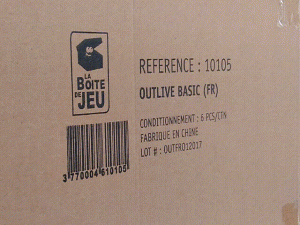 LA
BOÎTE
DE
JEU
REFERENCE : 10105
OUTLIVE BASIC (FR)
CONDITIONNEMENT : 6 PCS/CTN
FABRIQUE EN CHINE
LOT # : OUTFR012017
3 770004 610105